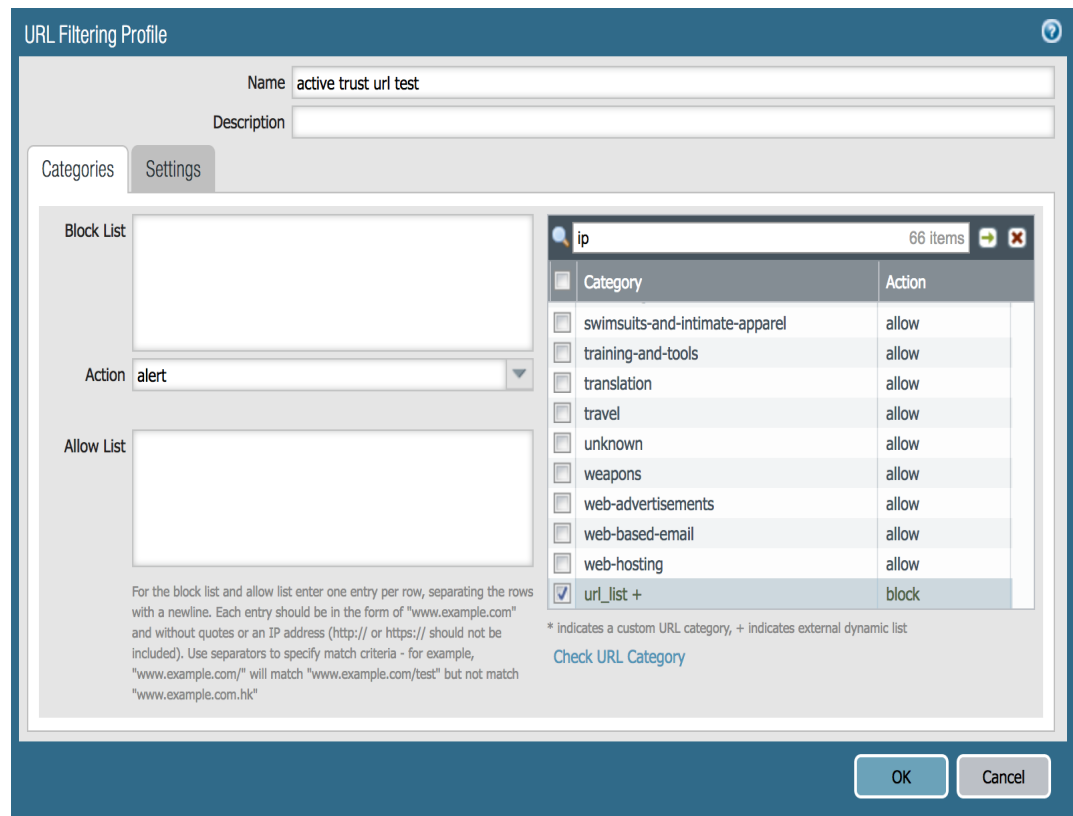 URL Filtering Profile
Name active trust url test
Description
Categories Settings
Block List
Action alert
Allow List
For the block list and allow list enter one entry per row, separating the rows
with a newline. Each entry should be in the form of "www.example.com"
and without quotes or an IP address (http:// or https:// should not be
included). Use separators to specify match criteria - for example,
"www.example.com/" will match "www.example.com/test" but not match
"www.example.com.hk"
ip 66 items
Category Action
swimsuits-and-intimate-apparel allow
training-and-tools allow
translation allow
travel allow
unknown allow
weapons allow
web-advertisements allow
web-based-email allow
web-hosting allow
url_list + block
* indicates a custom URL category, + indicates external dynamic list
Check URL Category
OK Cancel